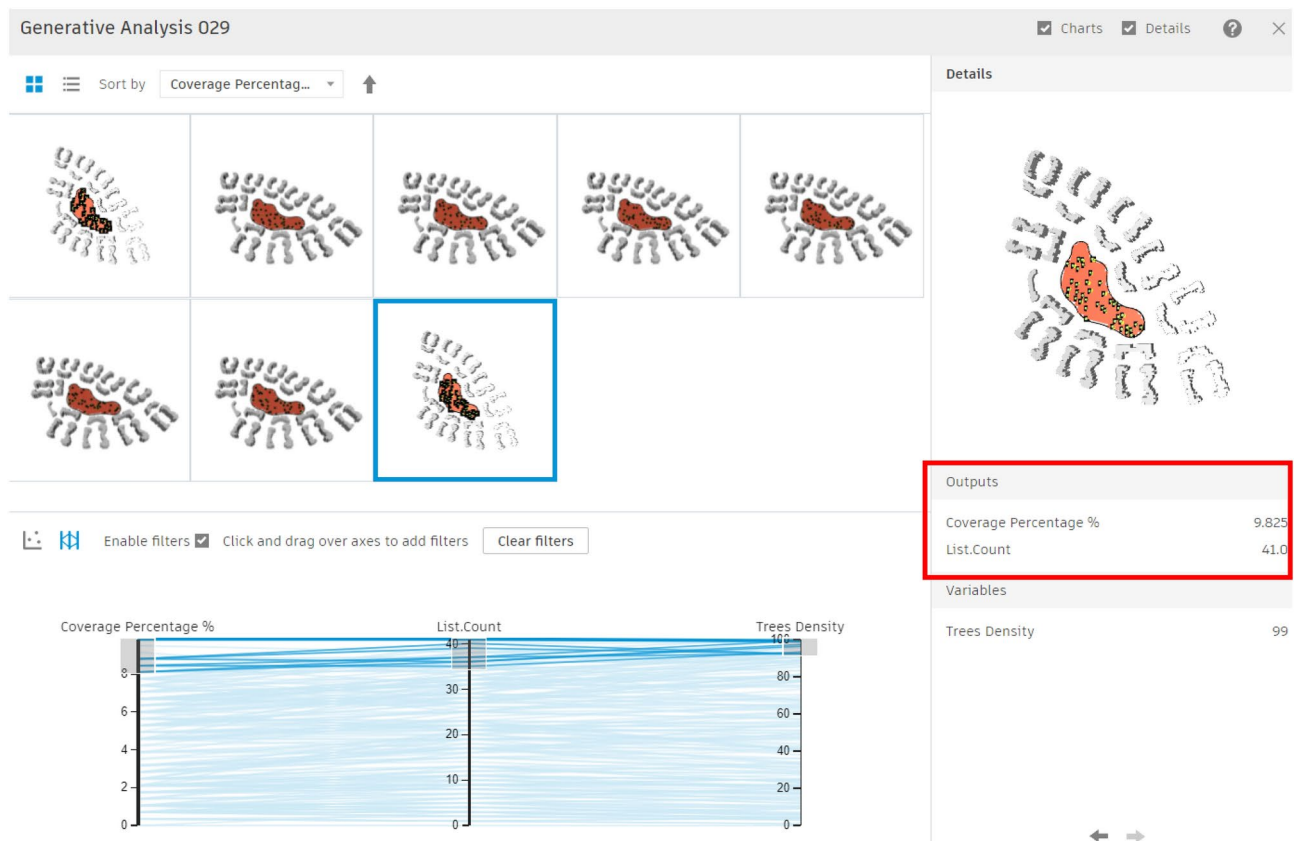 Generative Analysis 029
Charts Details ?
Sort by Coverage Percentag...
Details
Outputs
Coverage Percentage % 9.825
List.Count 41.0
Variables
Trees Density 99
Enable filters Click and drag over axes to add filters Clear filters
Coverage Percentage % List.Count Trees Density
40 100
8
80
30
6 60
20
4 40
10
2 20
0 0 0